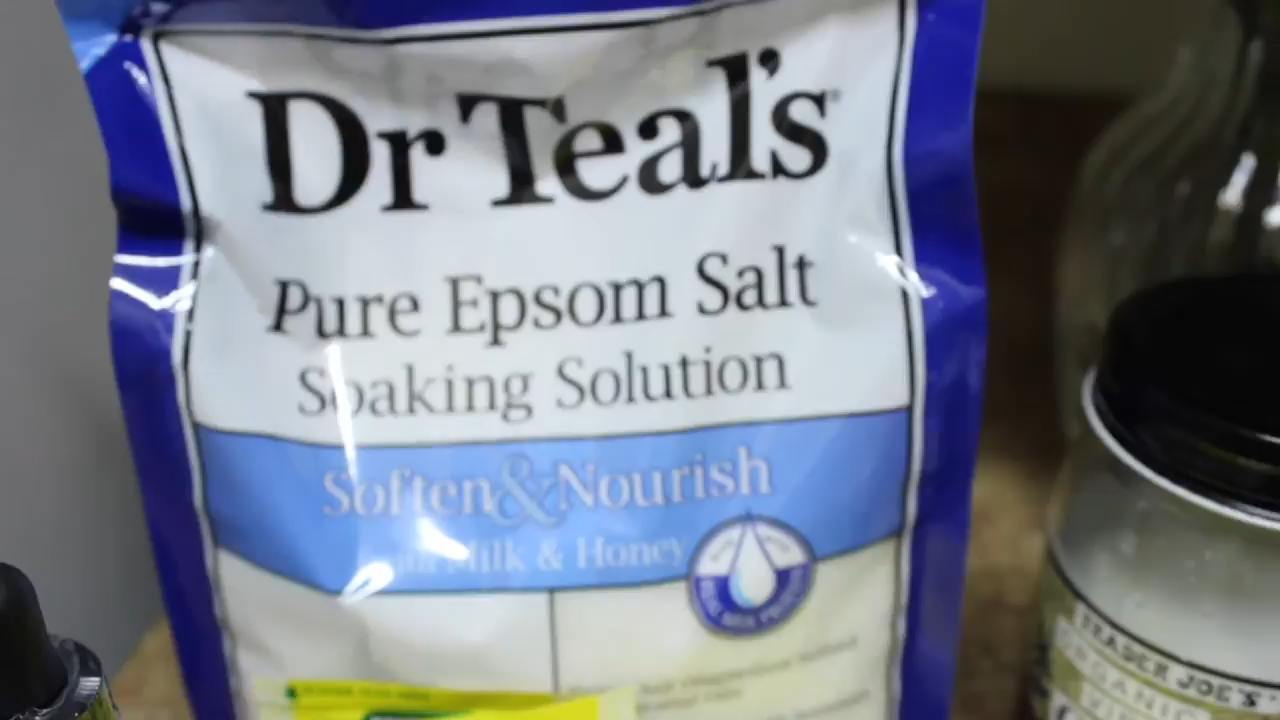 Dr Teal's
Pure Epsom Salt
Soaking Solution
Soften & Nourish
Milk & Honey
TRADER JOE'S
ORGANIC